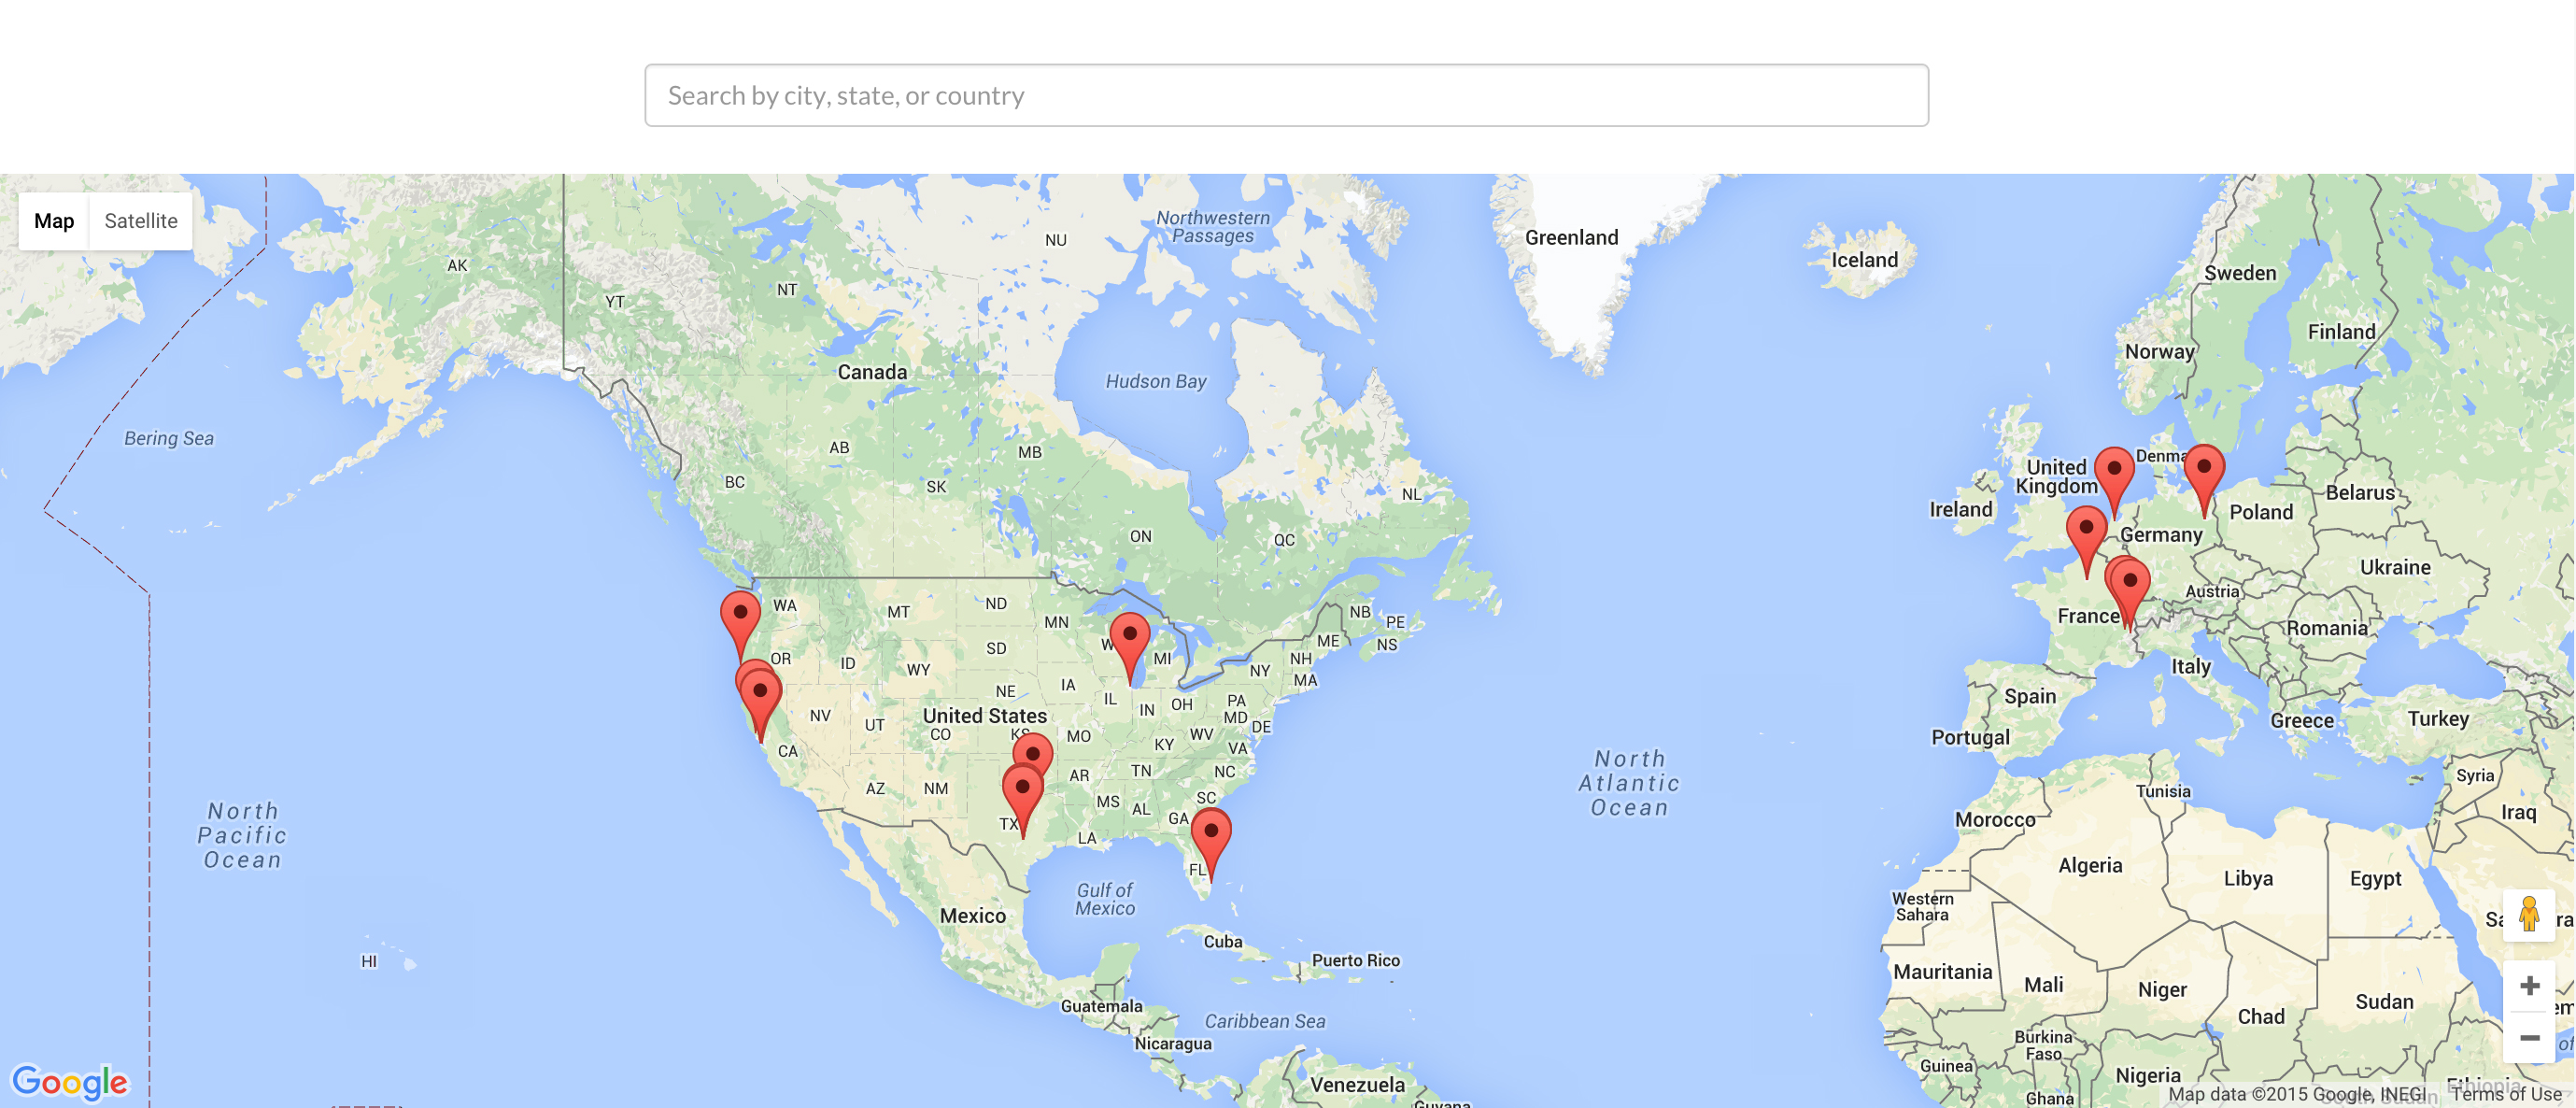 Search by city, state, or country
Map
Satellite
Northwestern
Passages
NU
Greenland
Iceland
AK
YT
NT
Sweden
Finland
Norway
Canada
Hudson Bay
Bering Sea
AB
MB
BC
SK
NL
United
Kingdom
Ireland
Belarus
Poland
Germany
ON
QC
Ukraine
Austria
France
Romania
Italy
WA
MT
ND
MN
NB
PE
OR
ID
WY
SD
MI
NY
NH
ME
NS
MA
Spain
Portugal
Greece
Turkey
NE
IA
IL
IN
OH
PA
MD
DE
NV
UT
United States
CO
MO
KY
WV
VA
CA
AZ
NM
AR
TN
NC
MS
AL
SC
GA
TX
LA
FL
North
Pacific
Ocean
North
Atlantic
Ocean
Gulf of
Mexico
Mexico
Cuba
Puerto Rico
HI
Guatemala
Caribbean Sea
Nicaragua
Venezuela
Syria
Iraq
Tunisia
Morocco
Algeria
Libya
Egypt
Western
Sahara
Mauritania
Mali
Niger
Chad
Sudan
Burkina
Faso
Guinea
Nigeria
Ghana
Google
Map data ©2015 Google, INEGI
Terms of Use